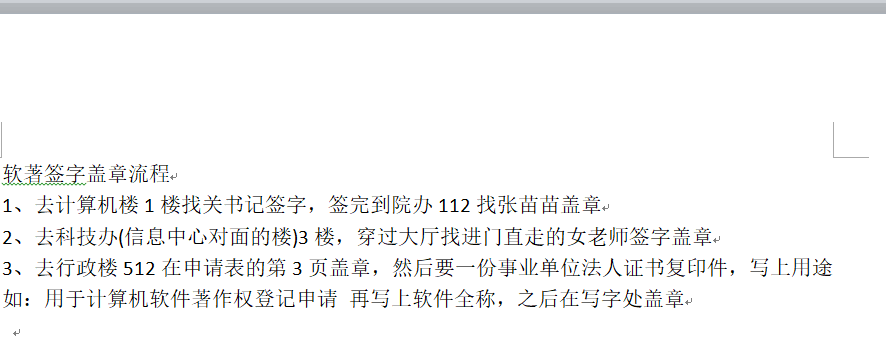 软著签字盖章流程
1、去计算机楼 1 楼找关书记签字，签完到院办 112 找张苗苗盖章
2、去科技办(信息中心对面的楼)3 楼，穿过大厅找进门直走的女老师签字盖章
3、去行政楼 512 在申请表的第 3 页盖章，然后要一份事业单位法人证书复印件，写上用途
如：用于计算机软件著作权登记申请 再写上软件全称，之后在写字处盖章